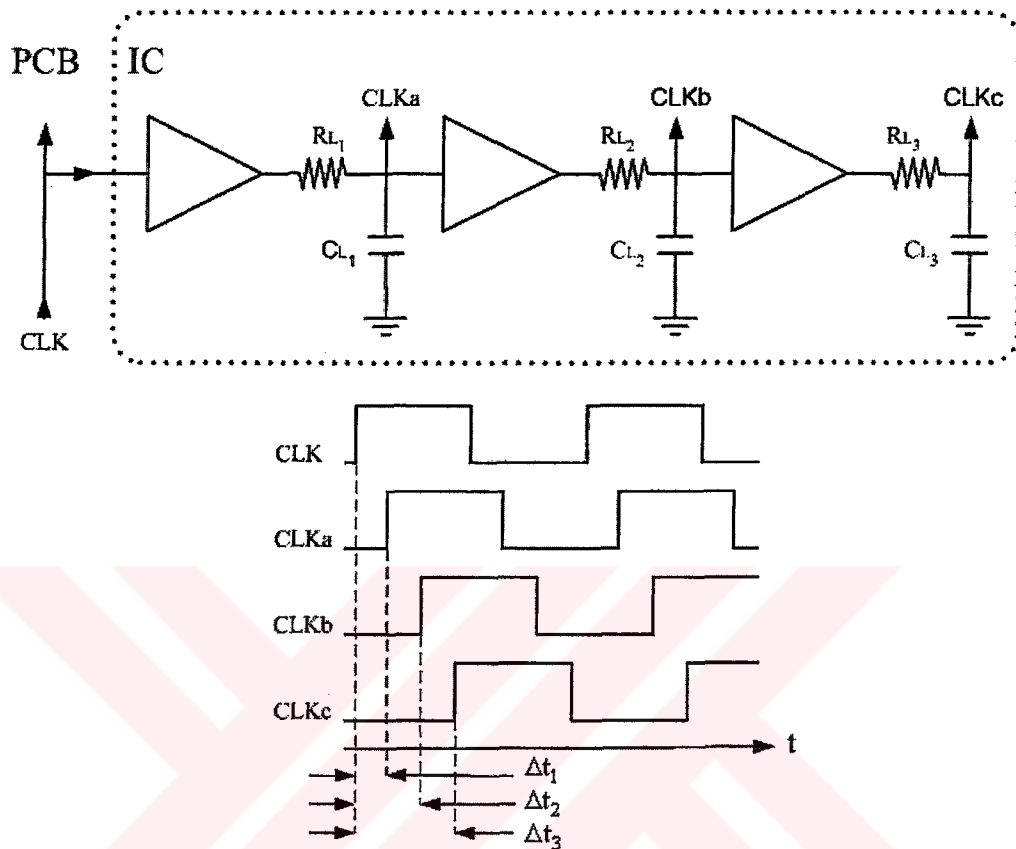 PCB
IC
CLKa
CLKb
CLKc
RL1
RL2
RL3
CL1
CL2
CL3
CLK
CLK
CLKa
CLKb
CLKc
t
Δt1
Δt2
Δt3